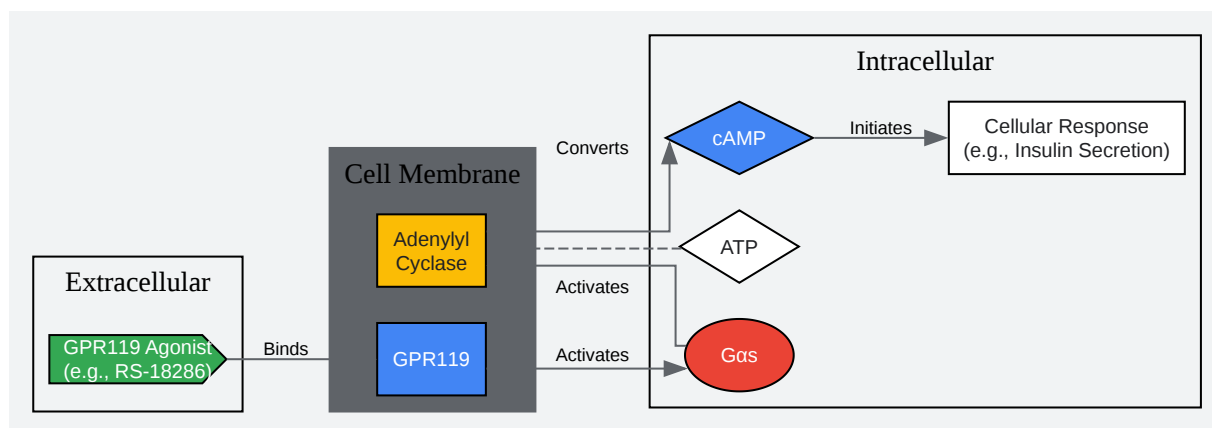 Extracellular
GPR119 Agonist
(e.g., RS-18286)
Binds
Cell Membrane
Adenylyl
Cyclase
GPR119
Converts
Activates
Activates
Intracellular
cAMP
Initiates
Cellular Response
(e.g., Insulin Secretion)
ATP
Gαs